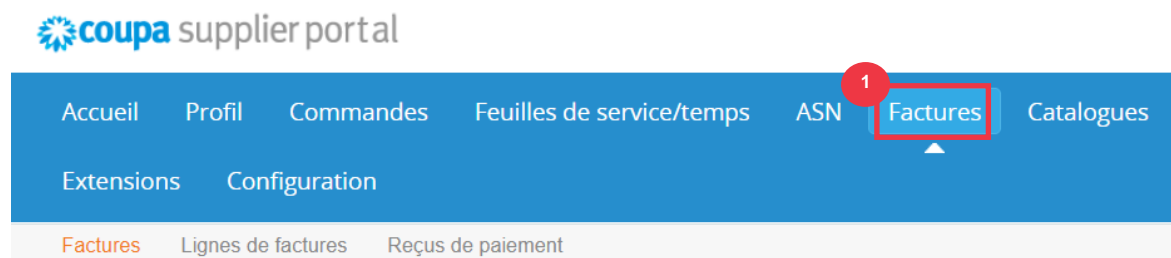 coupa supplier portal
1
Accueil Profil Commandes Feuilles de service/temps ASN Factures Catalogues
Extensions Configuration
Factures Lignes de factures Reçus de paiement